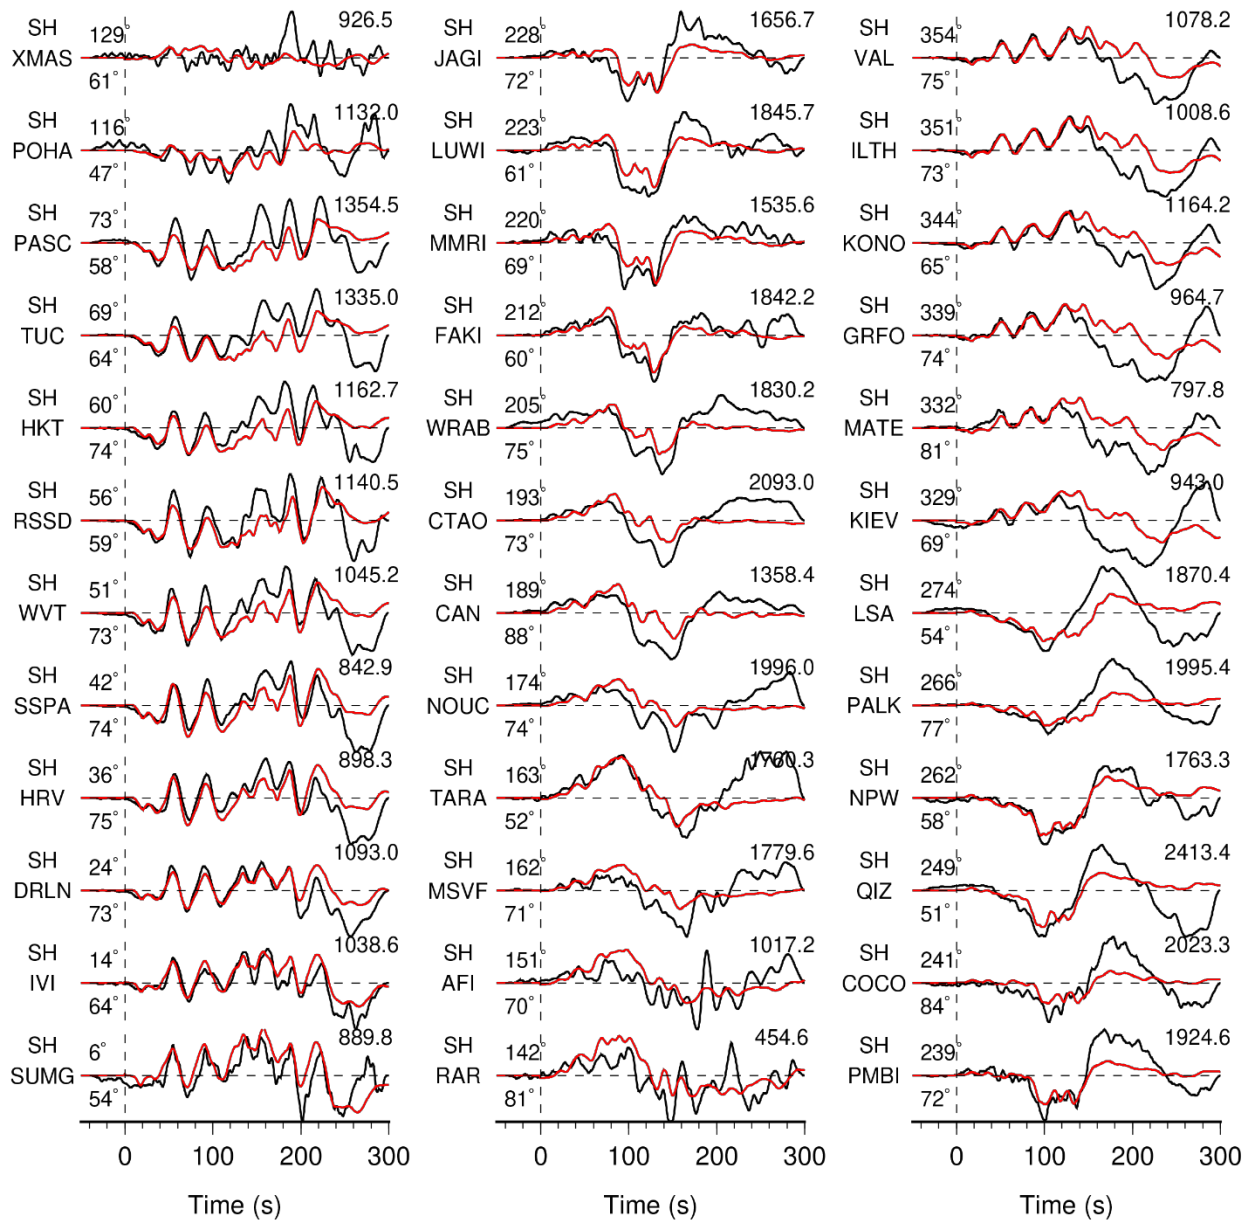 SH
129°
926.5
XMAS
61°
SH
116°
1132.0
POHA
47°
SH
73°
1354.5
PASC
58°
SH
69°
1335.0
TUC
64°
SH
60°
1162.7
HKT
74°
SH
56°
1140.5
RSSD
59°
SH
51°
1045.2
WVT
73°
SH
42°
842.9
SSPA
74°
SH
36°
898.3
HRV
75°
SH
24°
1093.0
DRLN
73°
SH
14°
1038.6
IVI
64°
SH
6°
889.8
SUMG
54°
0 100 200 300
Time (s)
SH
228°
1656.7
JAGI
72°
SH
223°
1845.7
LUWI
61°
SH
220°
1535.6
MMRI
69°
SH
212°
1842.2
FAKI
60°
SH
205°
1830.2
WRAB
75°
SH
193°
2093.0
CTAO
73°
SH
189°
1358.4
CAN
88°
SH
174°
1996.0
NOUC
74°
SH
163°
1760.3
TARA
52°
SH
162°
1779.6
MSVF
71°
SH
151°
1017.2
AFI
70°
SH
142°
454.6
RAR
81°
0 100 200 300
Time (s)
SH
354°
1078.2
VAL
75°
SH
351°
1008.6
ILTH
73°
SH
344°
1164.2
KONO
65°
SH
339°
964.7
GRFO
74°
SH
332°
797.8
MATE
81°
SH
329°
943.0
KIEV
69°
SH
274°
1870.4
LSA
54°
SH
266°
1995.4
PALK
77°
SH
262°
1763.3
NPW
58°
SH
249°
2413.4
QIZ
51°
SH
241°
2023.3
COCO
84°
SH
239°
1924.6
PMBI
72°
0 100 200 300
Time (s)